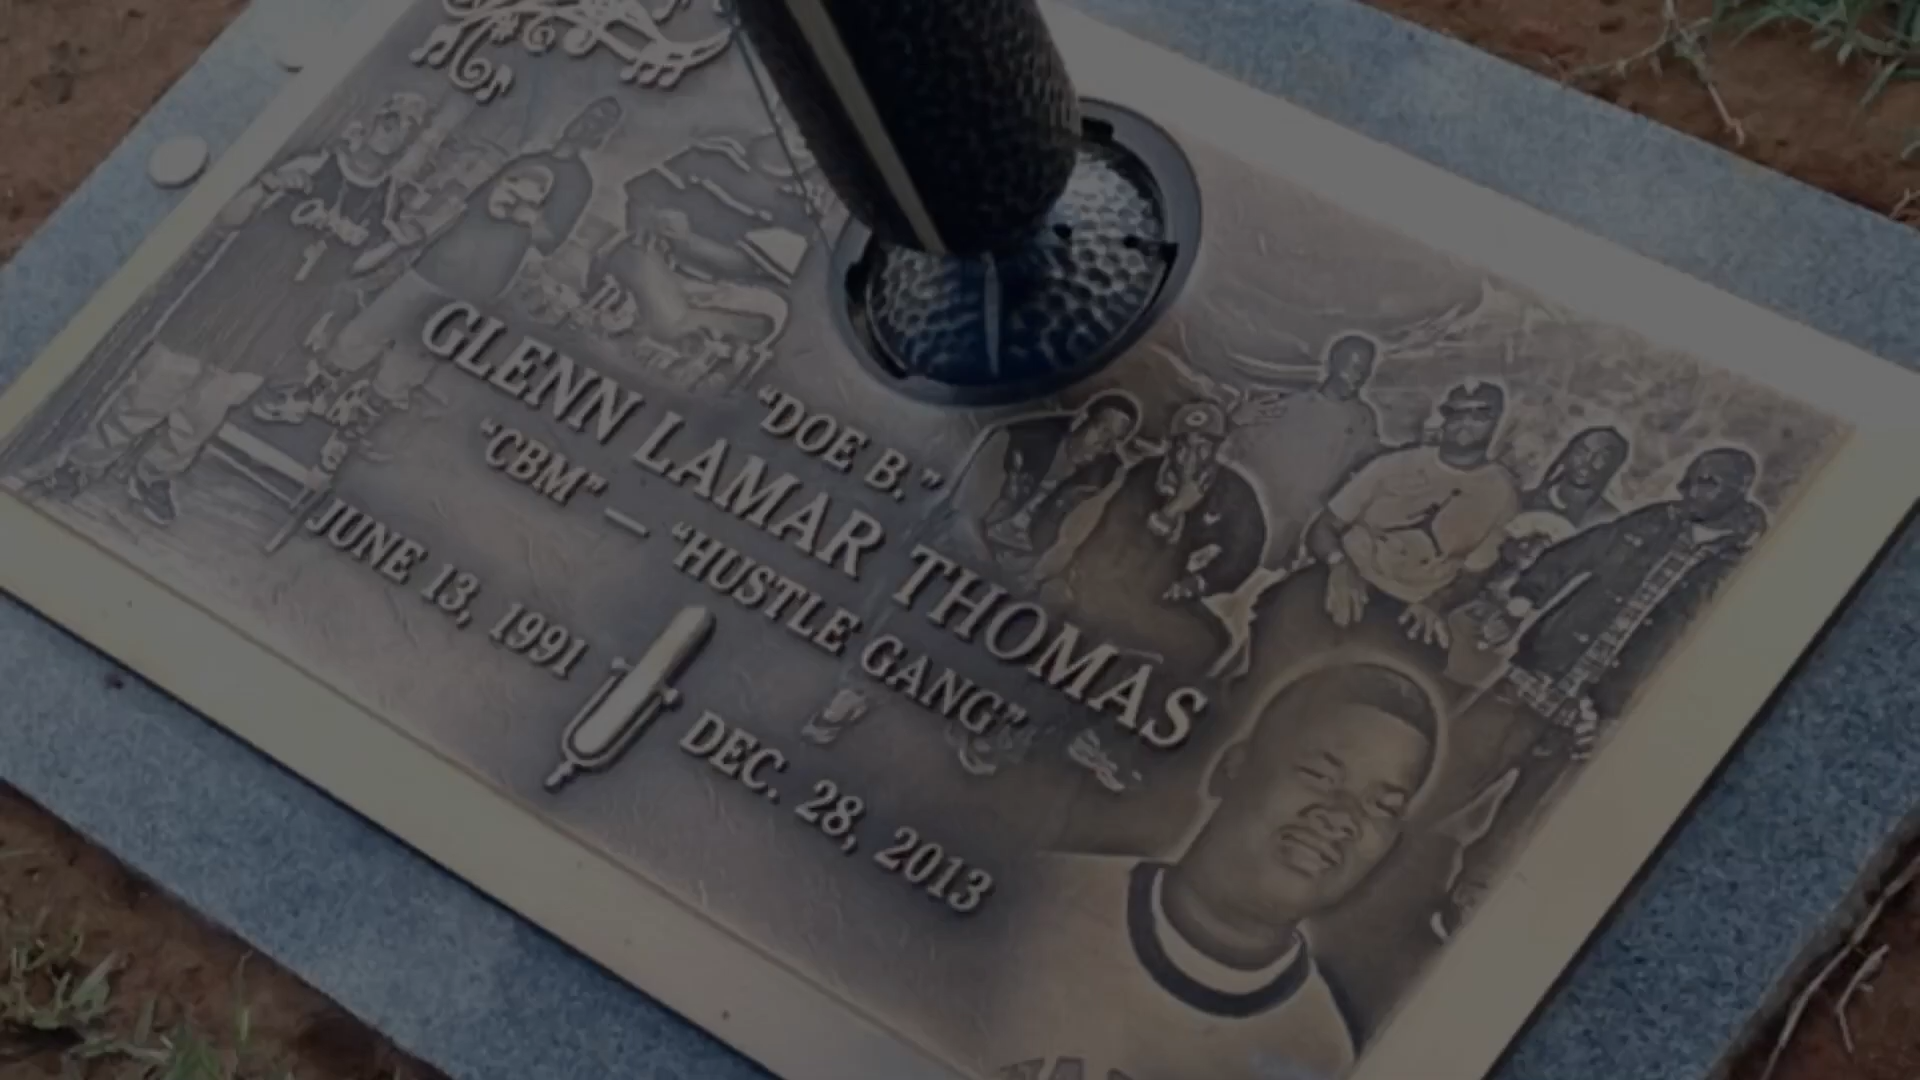 "DOE B."
GLENN LAMAR THOMAS
"CBM" — "HUSTLE GANG"
JUNE 13, 1991
DEC. 28, 2013